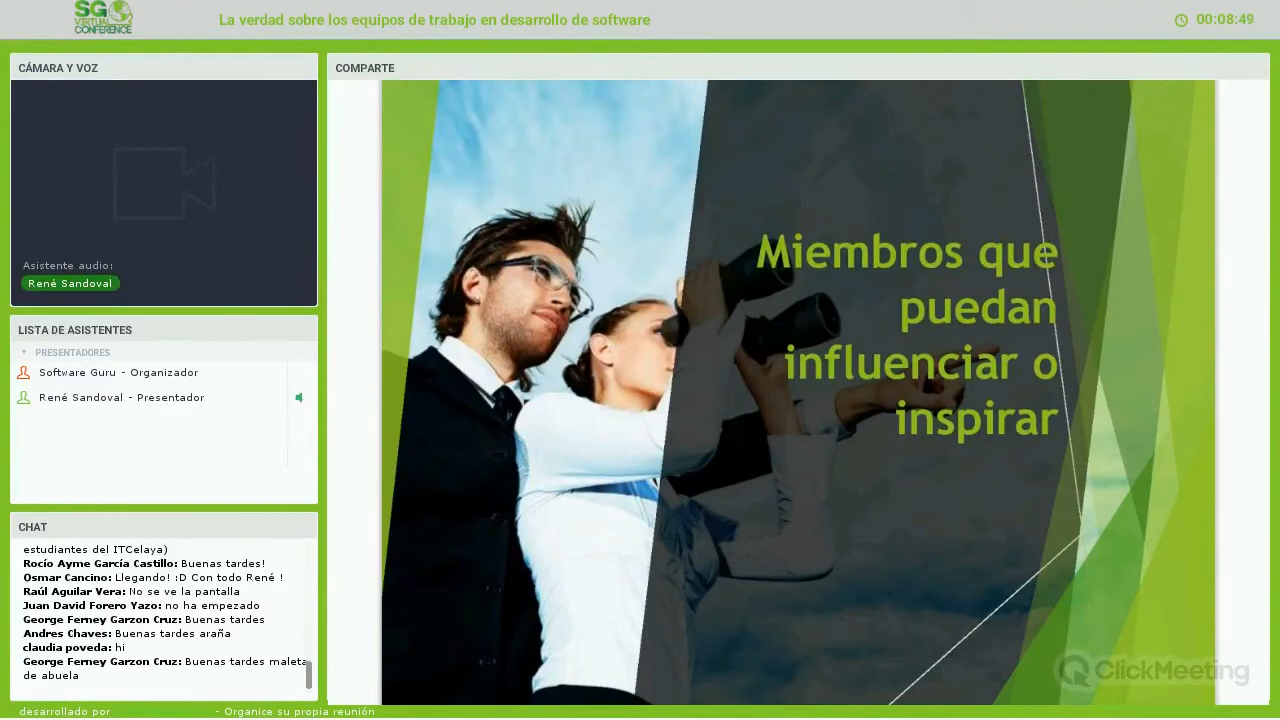 SG
VIRTUAL
CONFERENCE
La verdad sobre los equipos de trabajo en desarrollo de software
00:08:49
CÁMARA Y VOZ
Asistente audio:
René Sandoval
LISTA DE ASISTENTES
PRESENTADORES
Software Guru - Organizador
René Sandoval - Presentador
CHAT
estudiantes del ITCelaya)
Rocío Ayme García Castillo: Buenas tardes!
Osmar Cancino: Llegando! :D Con todo René !
Raúl Aguilar Vera: No se ve la pantalla
Juan David Forero Yazo: no ha empezado
George Ferney Garzon Cruz: Buenas tardes
Andres Chaves: Buenas tardes araña
claudia poveda: hi
George Ferney Garzon Cruz: Buenas tardes maleta
de abuela
desarrollado por - Organice su propia reunión
COMPARTE
Miembros que
puedan
influenciar o
inspirar
ClickMeeting